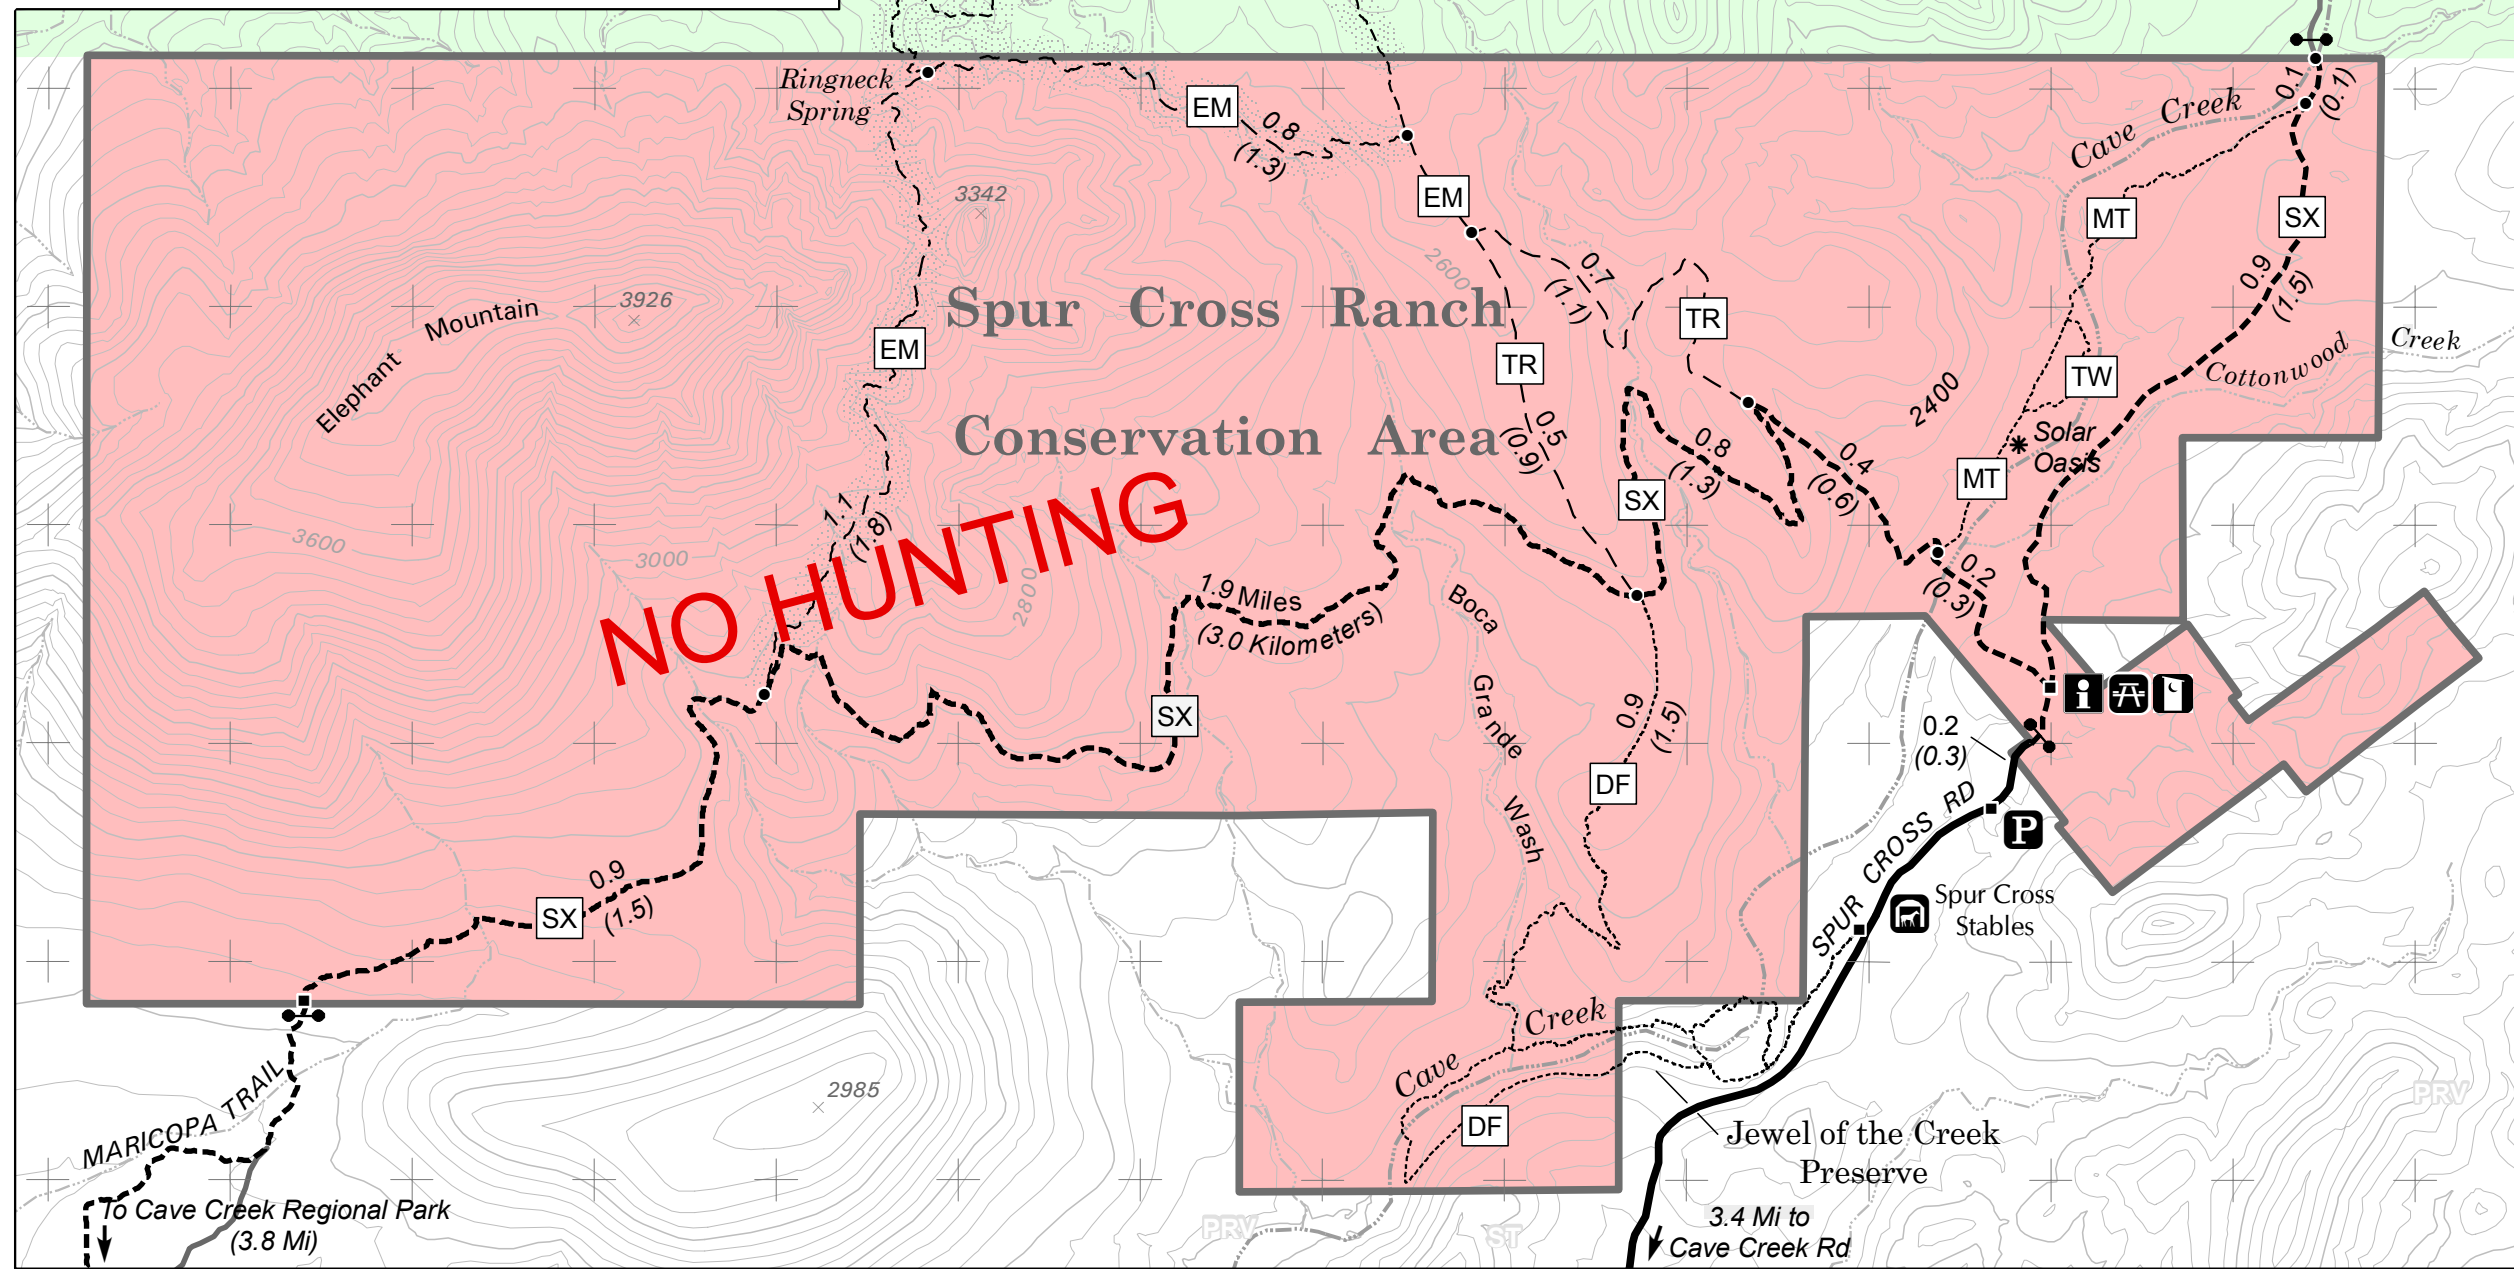 Ringneck
Spring
EM
0.8
(1.3)
EM
Cave Creek
0.1
(0.1)
MT
SX
3342
2600
0.7
(1.1)
TR
0.9
(1.5)
Elephant Mountain
3926
Spur Cross Ranch
Conservation Area
EM
TR
TW
Cottonwood
Creek
2400
0.5
(0.9)
0.8
(1.3)
0.4
(0.6)
Solar
Oasis
MT
SX
3600
3000
2800
1.1
(1.8)
NO HUNTING
1.9 Miles
(3.0 Kilometers)
Boca Grande Wash
0.2
(0.3)
SX
0.9
(1.5)
i
0.2
(0.3)
DF
SPUR CROSS RD
P
0.9
(1.5)
SX
Spur Cross
Stables
Cave Creek
DF
2985
MARICOPA TRAIL
To Cave Creek Regional Park
(3.8 Mi)
Jewel of the Creek
Preserve
PRV
PRV
ST
3.4 Mi to
Cave Creek Rd